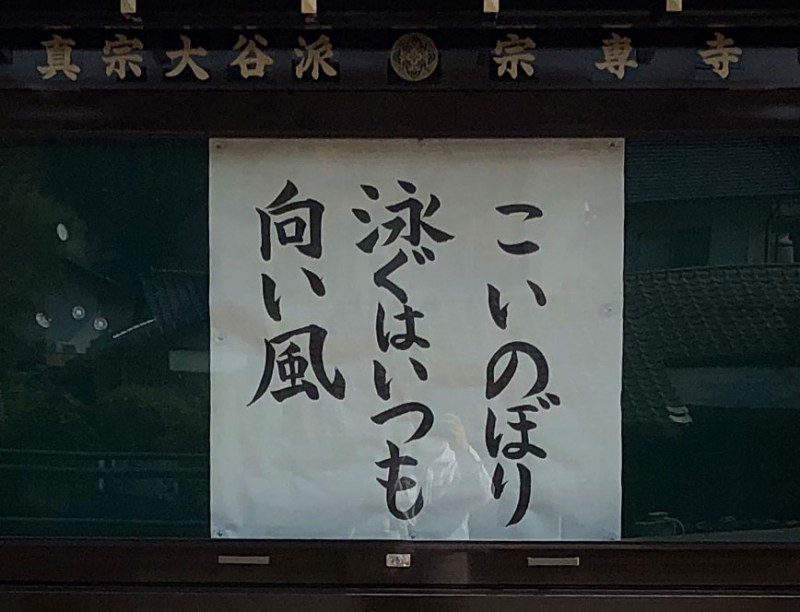 真宗大谷派 宗専寺
こいのぼり
泳ぐはいつも
向い風